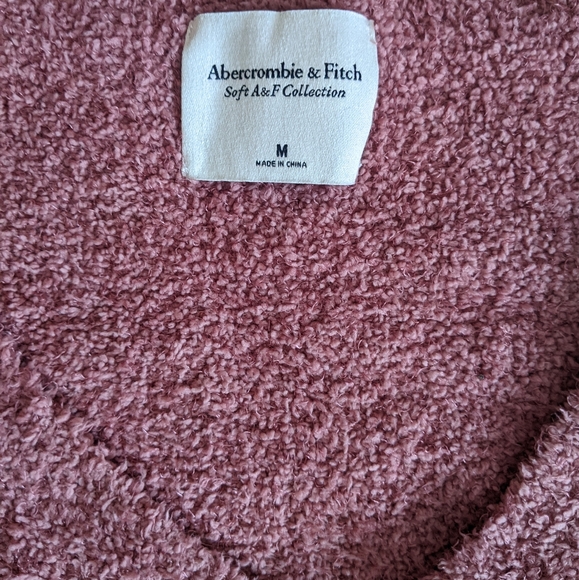 Abercrombie & Fitch
Soft A&F Collection
M
MADE IN CHINA